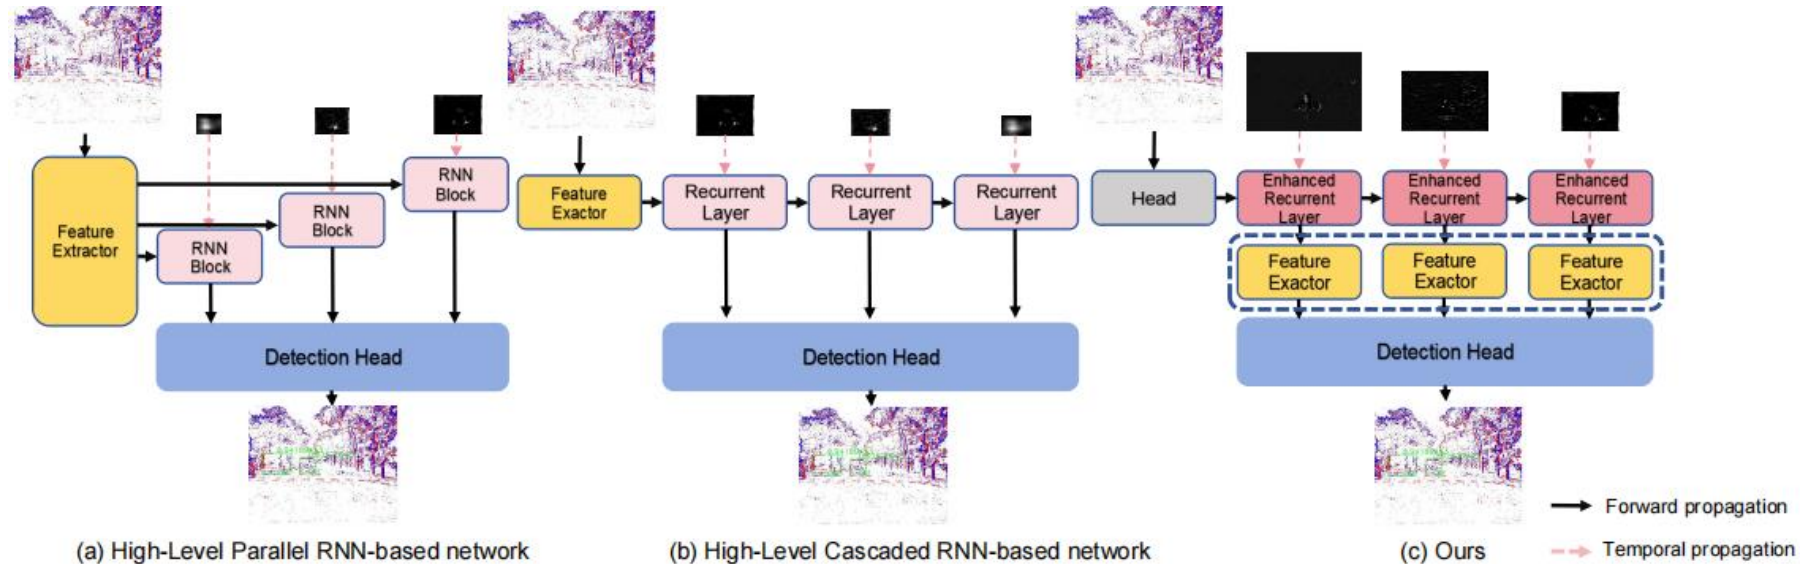 Feature
Extractor
RNN
Block
RNN
Block
RNN
Block
Detection Head
(a) High-Level Parallel RNN-based network
Feature
Exactor
Recurrent
Layer
Recurrent
Layer
Recurrent
Layer
Detection Head
(b) High-Level Cascaded RNN-based network
Head
Enhanced
Recurrent
Layer
Enhanced
Recurrent
Layer
Enhanced
Recurrent
Layer
Feature
Exactor
Feature
Exactor
Feature
Exactor
Detection Head
(c) Ours
Forward propagation
Temporal propagation